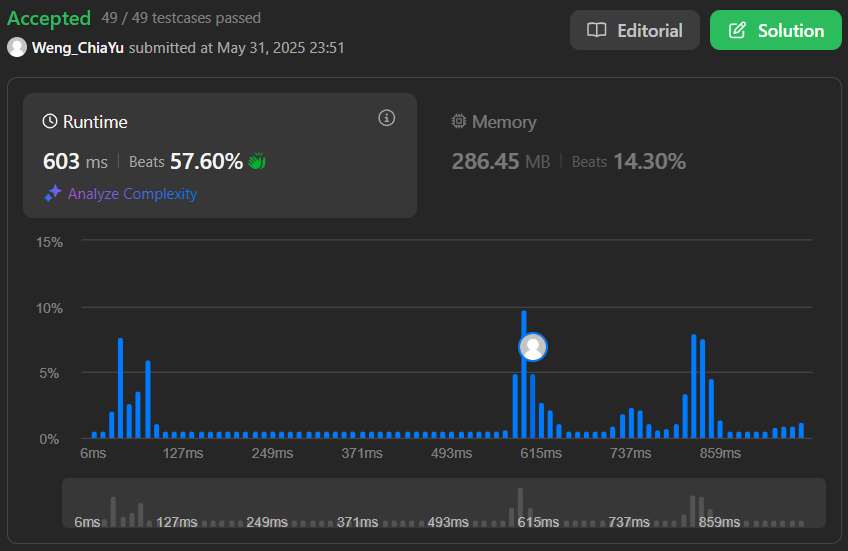 Accepted 49 / 49 testcases passed
Editorial
Solution
Weng_ChiaYu submitted at May 31, 2025 23:51
Runtime
Memory
603 ms | Beats 57.60%
286.45 MB | Beats 14.30%
Analyze Complexity
15%
10%
5%
0%
6ms 127ms 249ms 371ms 493ms 615ms 737ms 859ms
6ms 127ms 249ms 371ms 493ms 615ms 737ms 859ms